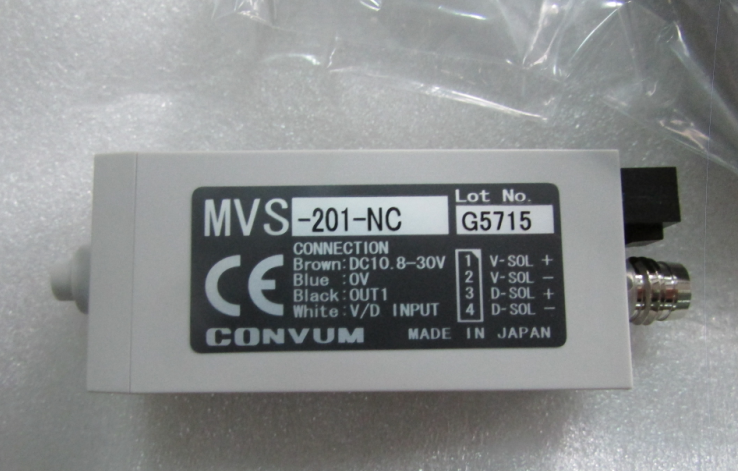 Lot No.
MVS -201-NC G5715
CONNECTION
Brown:DC10.8-30V 1 V-SOL +
Blue :0V 2 V-SOL -
Black:OUT1 3 D-SOL +
White:V/D INPUT 4 D-SOL -
CE
CONVUM MADE IN JAPAN